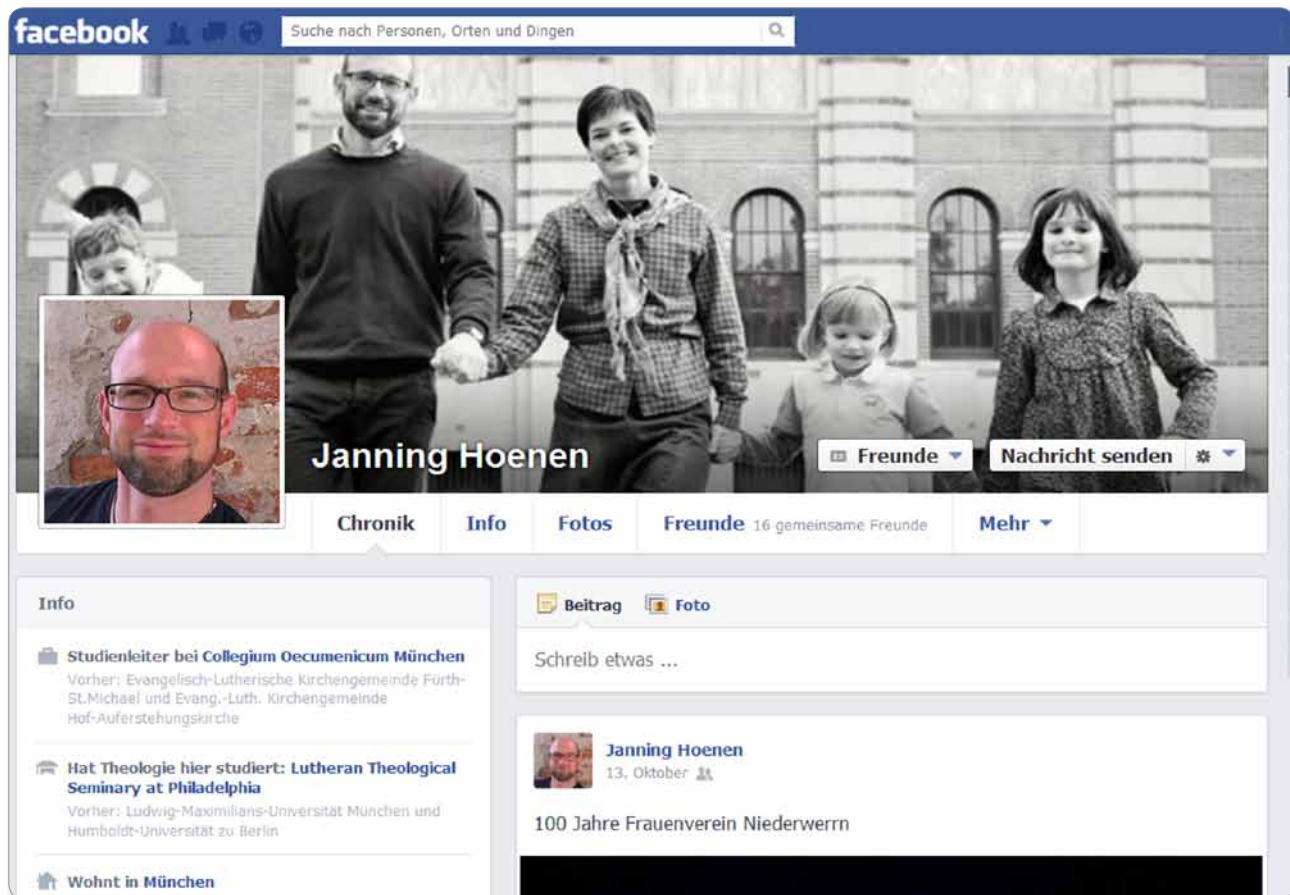 facebook
Suche nach Personen, Orten und Dingen
Janning Hoenen
Freunde
Nachricht senden
Chronik
Info
Fotos
Freunde 16 gemeinsame Freunde
Mehr
Info
Studienleiter bei Collegium Oecumenicum München
Vorher: Evangelisch-Lutherische Kirchengemeinde Fürth-
St.Michael und Evang.-Luth. Kirchengemeinde
Hof-Auferstehungskirche
Hat Theologie hier studiert: Lutheran Theological
Seminary at Philadelphia
Vorher: Ludwig-Maximilians-Universität München und
Humboldt-Universität zu Berlin
Wohnt in München
Beitrag
Foto
Schreib etwas ...
Janning Hoenen
13. Oktober
100 Jahre Frauenverein Niederwerrn